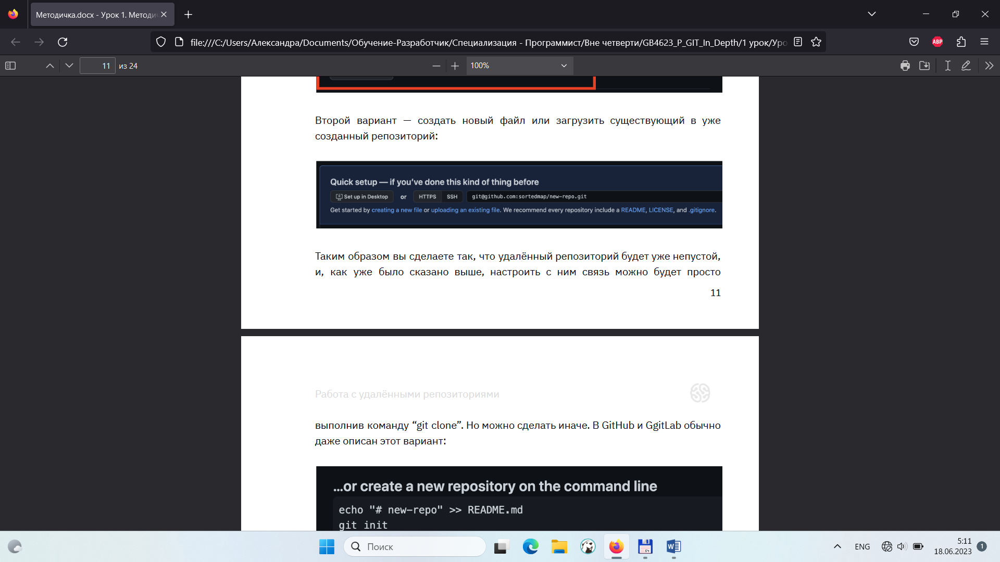 Методичка.docx - Урок 1. Методич
file:///C:/Users/Александра/Documents/Обучение-Разработчик/Специализация - Программист/Вне четверти/GB4623_P_GIT_In_Depth/1 урок/Уро
ABP
11 из 24
100%
Второй вариант — создать новый файл или загрузить существующий в уже
созданный репозиторий:
Quick setup — if you’ve done this kind of thing before
Set up in Desktop or HTTPS SSH git@github.com:sortedmap/new-repo.git
Get started by creating a new file or uploading an existing file. We recommend every repository include a README, LICENSE, and .gitignore.
Таким образом вы сделаете так, что удалённый репозиторий будет уже непустой,
и, как уже было сказано выше, настроить с ним связь можно будет просто
11
Работа с удалёнными репозиториями
выполнив команду “git clone”. Но можно сделать иначе. В GitHub и GgitLab обычно
даже описан этот вариант:
...or create a new repository on the command line
echo "# new-repo" >> README.md
git init
Поиск
64
W
ENG
5:11
18.06.2023
1